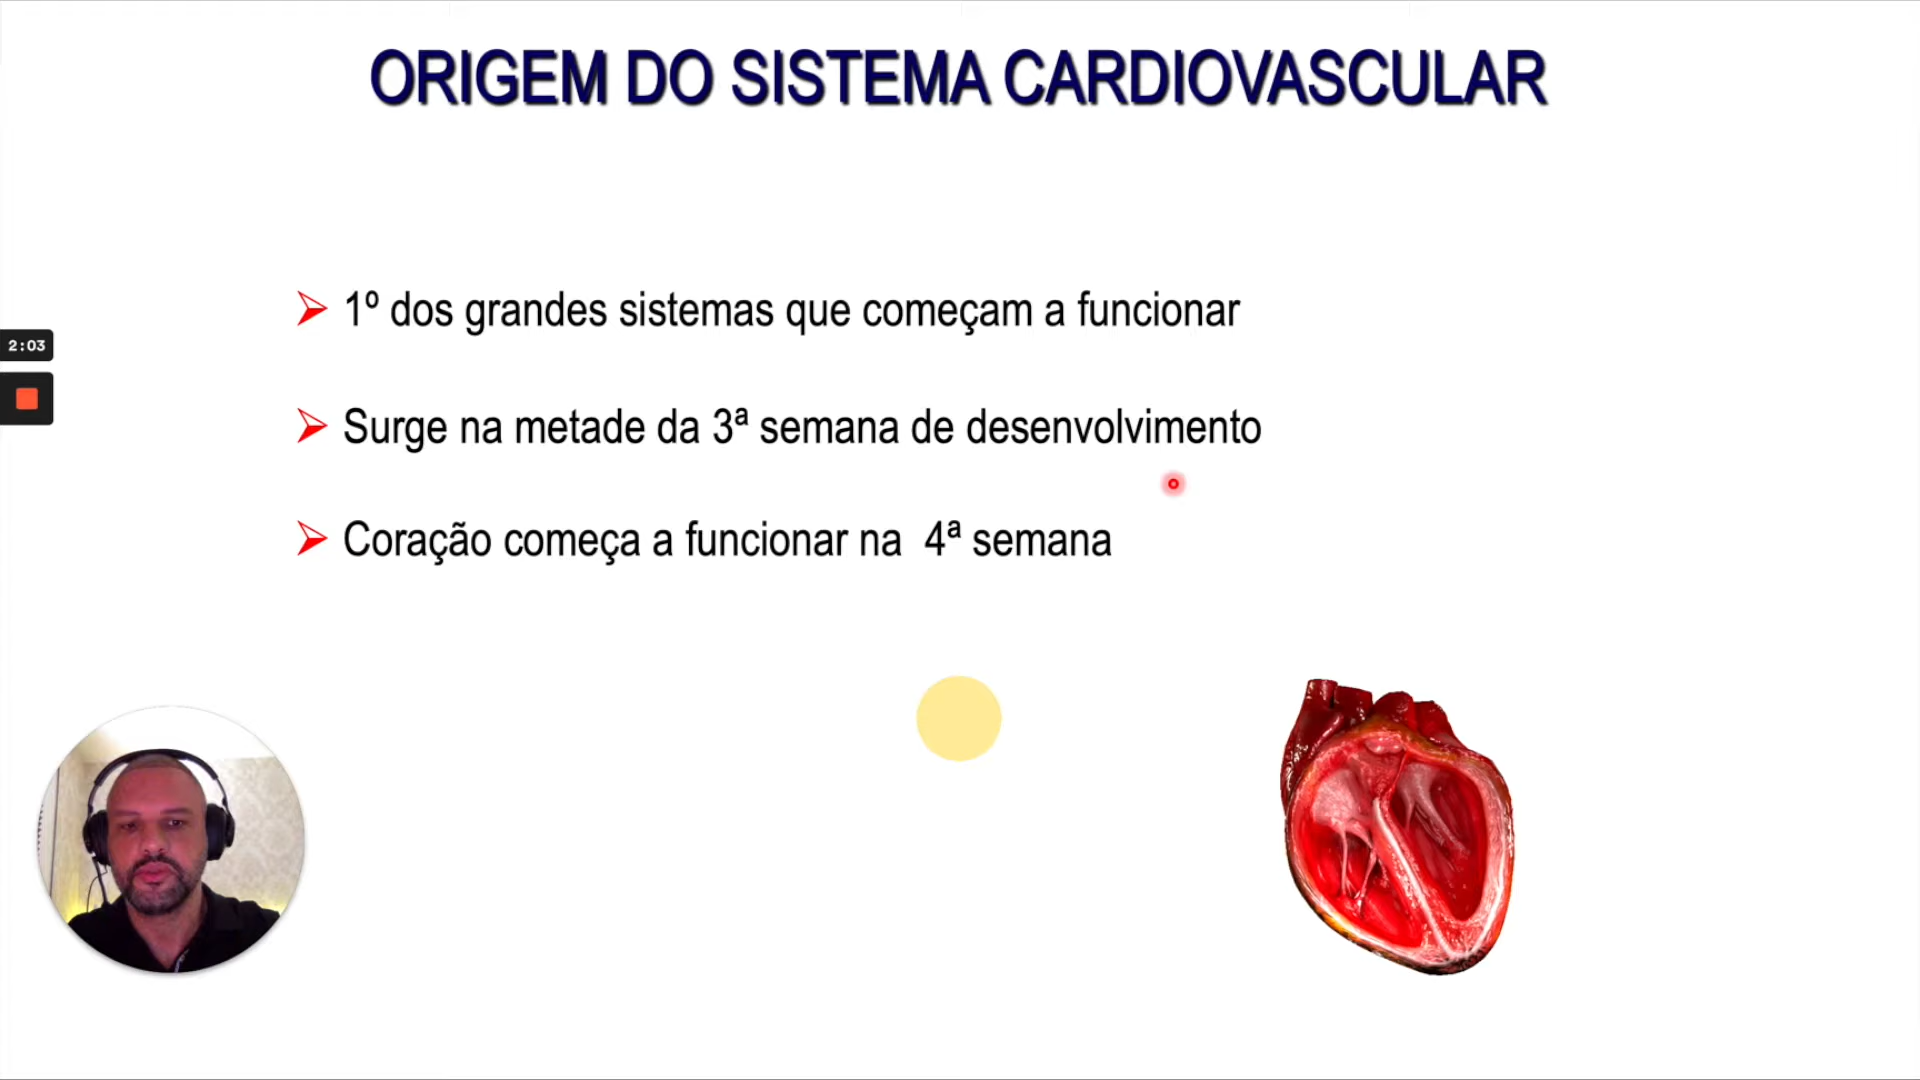 ORIGEM DO SISTEMA CARDIOVASCULAR
1º dos grandes sistemas que começam a funcionar
2:03
Surge na metade da 3ª semana de desenvolvimento
Coração começa a funcionar na 4ª semana